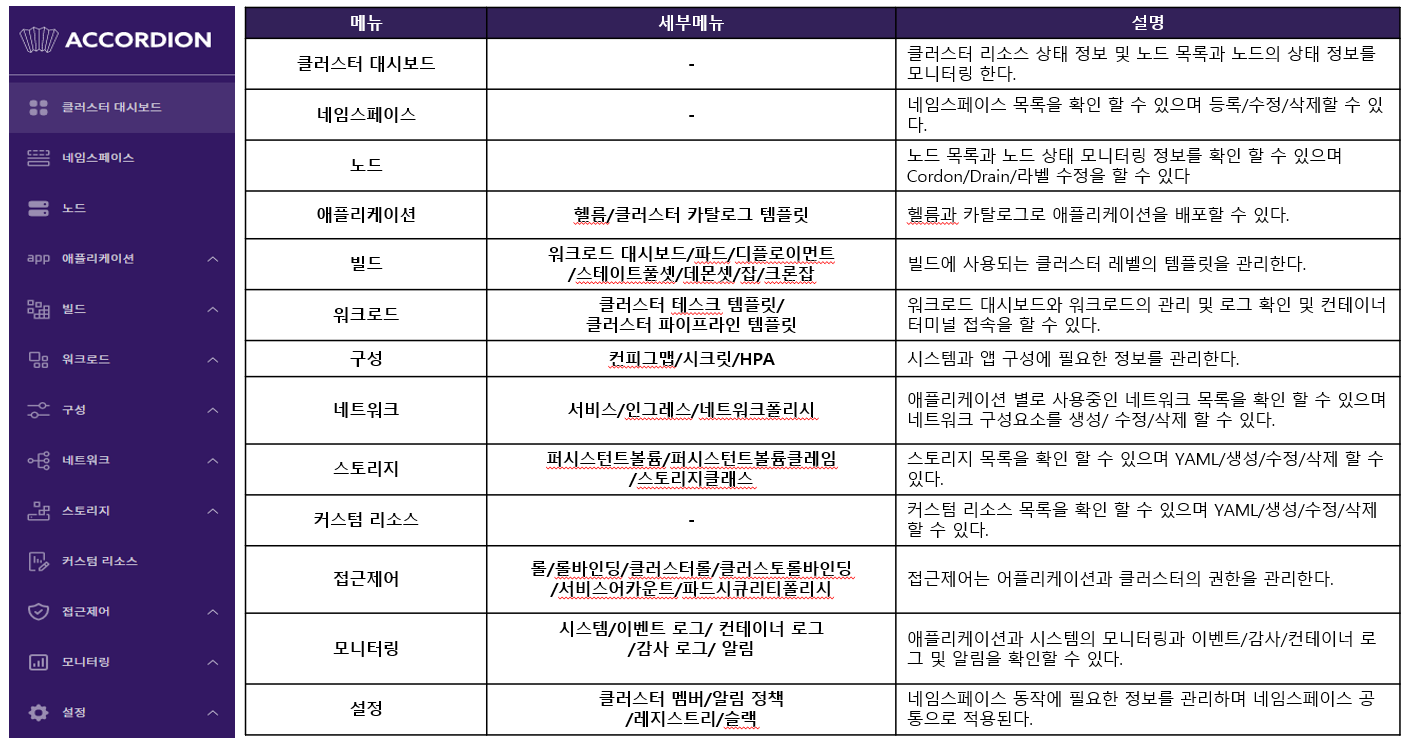 ACCORDION
클러스터 대시보드
네임스페이스
노드
app 애플리케이션
빌드
워크로드
구성
네트워크
스토리지
커스텀 리소스
접근제어
모니터링
설정
메뉴 세부메뉴 설명
클러스터 대시보드 - 클러스터 리소스 상태 정보 및 노드 목록과 노드의 상태 정보를
모니터링 한다.
네임스페이스 - 네임스페이스 목록을 확인 할 수 있으며 등록/수정/삭제할 수 있
다.
노드 노드 목록과 노드 상태 모니터링 정보를 확인 할 수 있으며
Cordon/Drain/라벨 수정을 할 수 있다
애플리케이션 헬름/클러스터 카탈로그 템플릿 헬름과 카탈로그로 애플리케이션을 배포할 수 있다.
빌드 워크로드 대시보드/파드/디플로이먼트
/스테이트풀셋/데몬셋/잡/크론잡 빌드에 사용되는 클러스터 레벨의 템플릿을 관리한다.
워크로드 클러스터 테스크 템플릿/
클러스터 파이프라인 템플릿 워크로드 대시보드와 워크로드의 관리 및 로그 확인 및 컨테이너
터미널 접속을 할 수 있다.
구성 컨피그맵/시크릿/HPA 시스템과 앱 구성에 필요한 정보를 관리한다.
네트워크 서비스/인그레스/네트워크폴리시 애플리케이션 별로 사용중인 네트워크 목록을 확인 할 수 있으며
네트워크 구성요소를 생성/ 수정/삭제 할 수 있다.
스토리지 퍼시스턴트볼륨/퍼시스턴트볼륨클레임
/스토리지클래스 스토리지 목록을 확인 할 수 있으며 YAML/생성/수정/삭제 할 수
있다.
커스텀 리소스 - 커스텀 리소스 목록을 확인 할 수 있으며 YAML/생성/수정/삭제
할 수 있다.
접근제어 롤/롤바인딩/클러스터롤/클러스토롤바인딩
/서비스어카운트/파드시큐리티폴리시 접근제어는 어플리케이션과 클러스터의 권한을 관리한다.
모니터링 시스템/이벤트 로그/ 컨테이너 로그
/감사 로그/ 알림 애플리케이션과 시스템의 모니터링과 이벤트/감사/컨테이너 로
그 및 알림을 확인할 수 있다.
설정 클러스터 멤버/알림 정책
/레지스트리/슬랙 네임스페이스 동작에 필요한 정보를 관리하며 네임스페이스 공
통으로 적용된다.